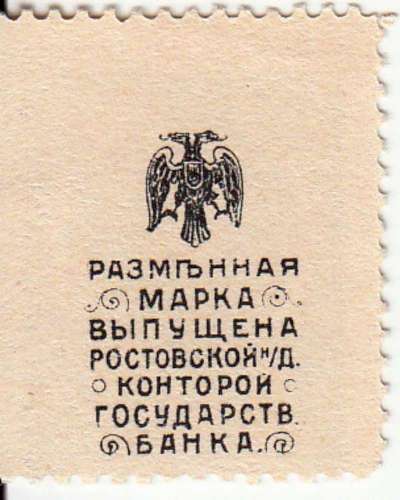 РАЗМѢННАЯ
МАРКА
ВЫПУЩЕНА
РОСТОВСКОЙ Н/Д.
КОНТОРОЙ
ГОСУДАРСТВ.
БАНКА.